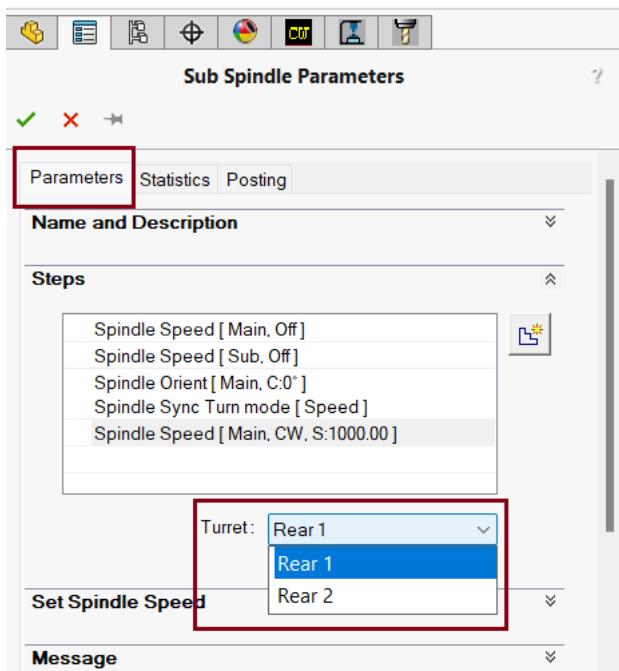 CW
Sub Spindle Parameters
?
Parameters Statistics Posting
Name and Description
Steps
Spindle Speed [ Main, Off ]
Spindle Speed [ Sub, Off ]
Spindle Orient [ Main, C:0° ]
Spindle Sync Turn mode [ Speed ]
Spindle Speed [ Main, CW, S:1000.00 ]
Turret : Rear 1
Rear 1
Rear 2
Set Spindle Speed
Message